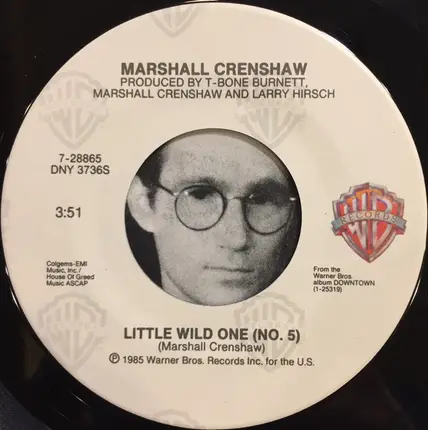 MARSHALL CRENSHAW
PRODUCED BY T-BONE BURNETT,
MARSHALL CRENSHAW AND LARRY HIRSCH
7-28865
DNY 3736S
3:51
Colgems-EMI
Music, Inc./
House Of Greed
Music ASCAP
RECORDS
From the
Warner Bros.
album DOWNTOWN
(1-25319)
LITTLE WILD ONE (NO. 5)
(Marshall Crenshaw)
℗ 1985 Warner Bros. Records Inc. for the U.S.